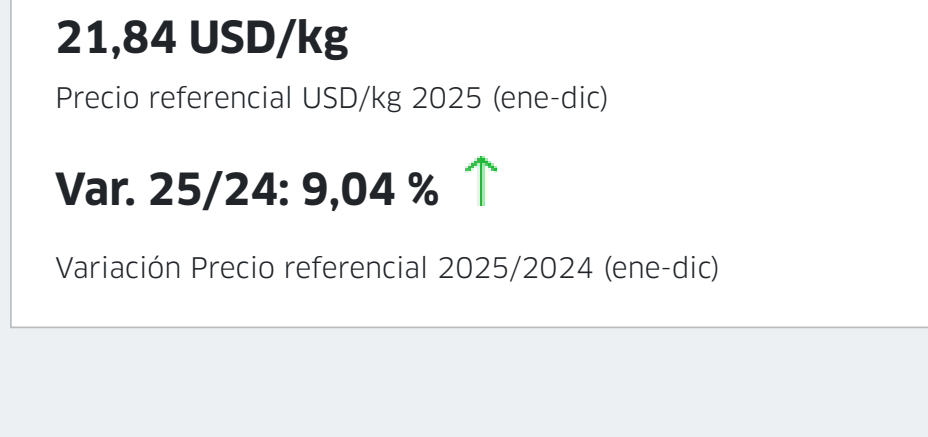 21,84 USD/kg
Precio referencial USD/kg 2025 (ene-dic)
Var. 25/24: 9,04 %
Variación Precio referencial 2025/2024 (ene-dic)